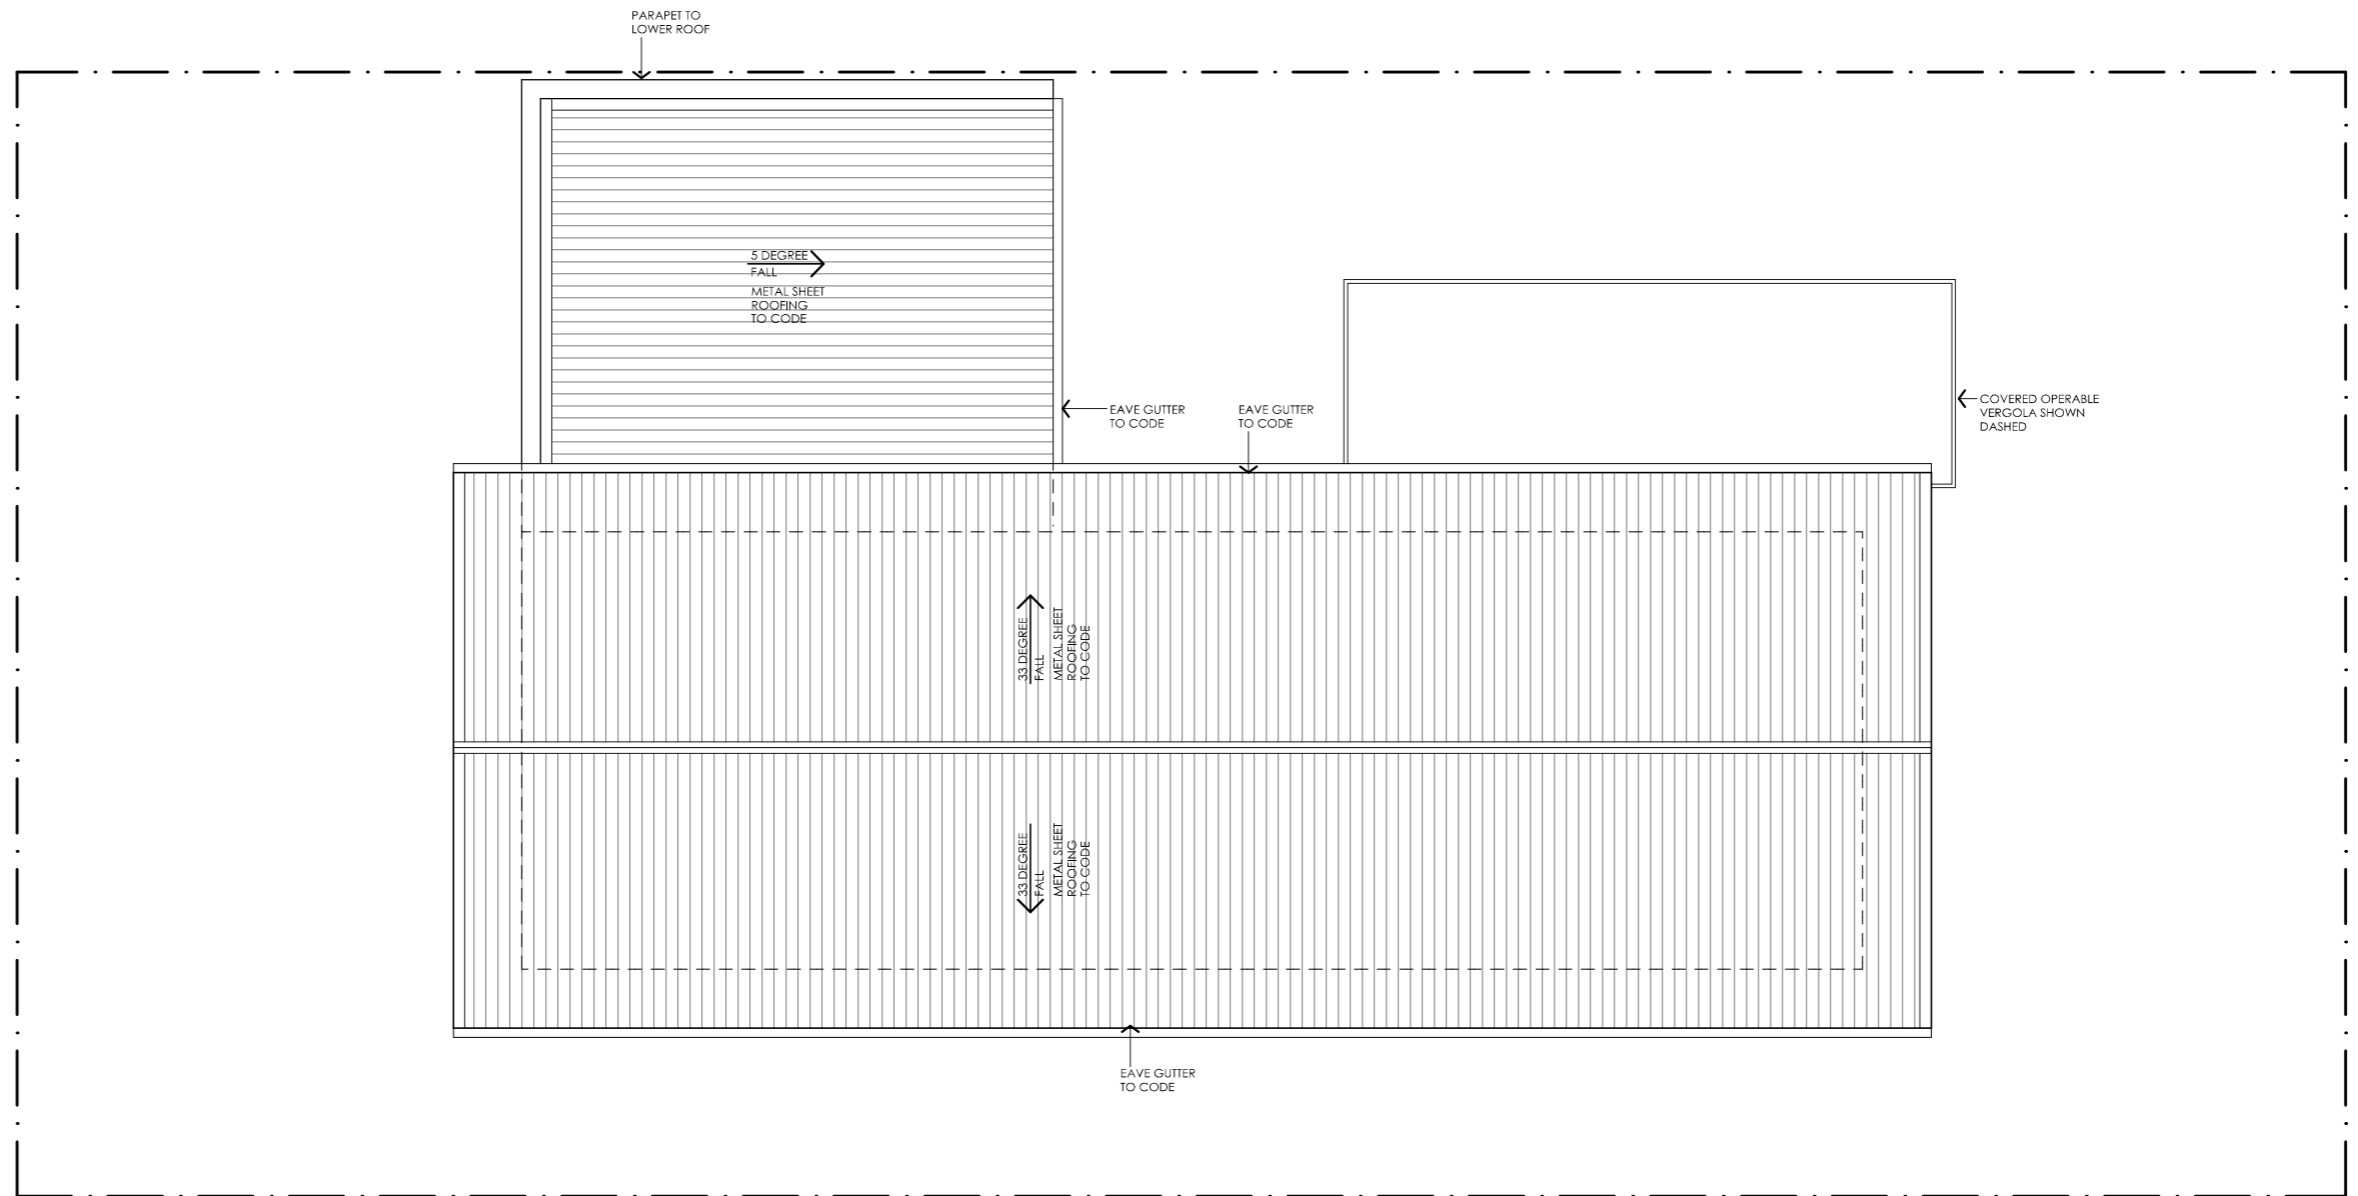 PARAPET TO
LOWER ROOF
5 DEGREE
FALL
METAL SHEET
ROOFING
TO CODE
EAVE GUTTER
TO CODE
EAVE GUTTER
TO CODE
COVERED OPERABLE
VERGOLA SHOWN
DASHED
33 DEGREE
FALL
METAL SHEET
ROOFING
TO CODE
33 DEGREE
FALL
METAL SHEET
ROOFING
TO CODE
EAVE GUTTER
TO CODE